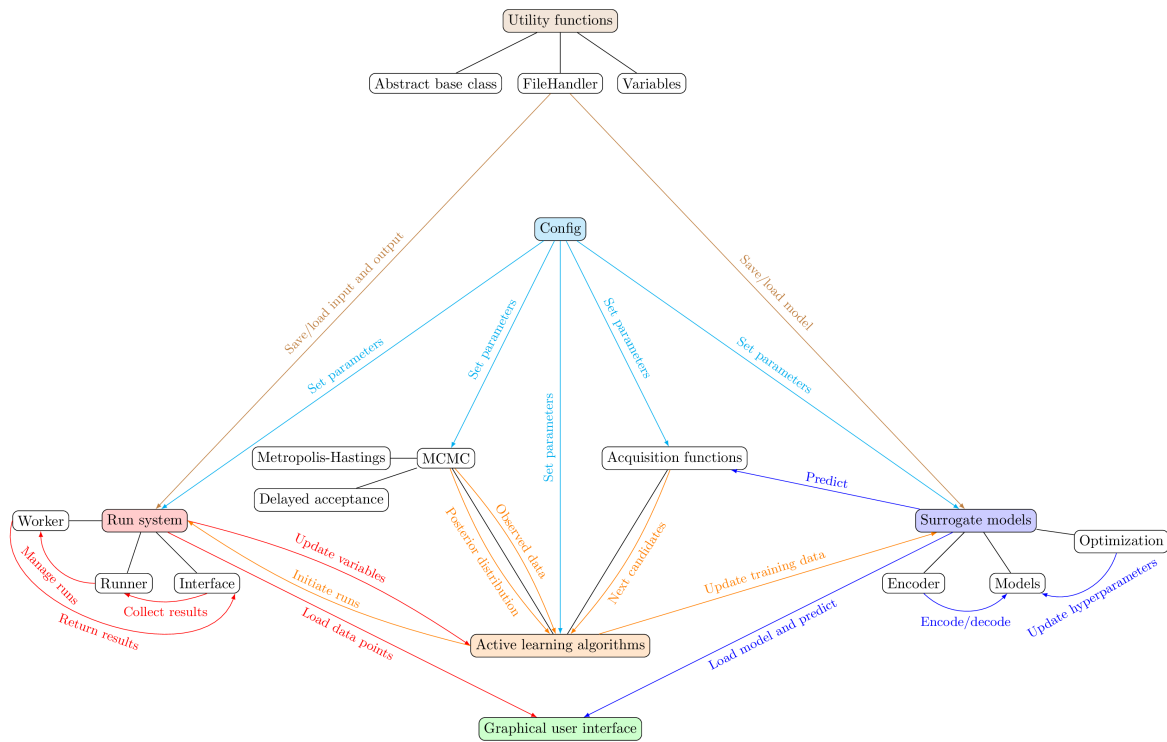 Utility functions
Abstract base class
FileHandler
Variables
Config
Save/load input and output
Save/load model
Set parameters
Set parameters
Set parameters
Set parameters
Set parameters
Metropolis-Hastings
MCMC
Acquisition functions
Delayed acceptance
Predict
Worker
Run system
Surrogate models
Observed data
Posterior distribution
Next candidates
Update variables
Optimization
Manage runs
Runner
Interface
Initiate runs
Update training data
Encoder
Models
Collect results
Return results
Load data points
Encode/decode
Update hyperparameters
Active learning algorithms
Load model and predict
Graphical user interface